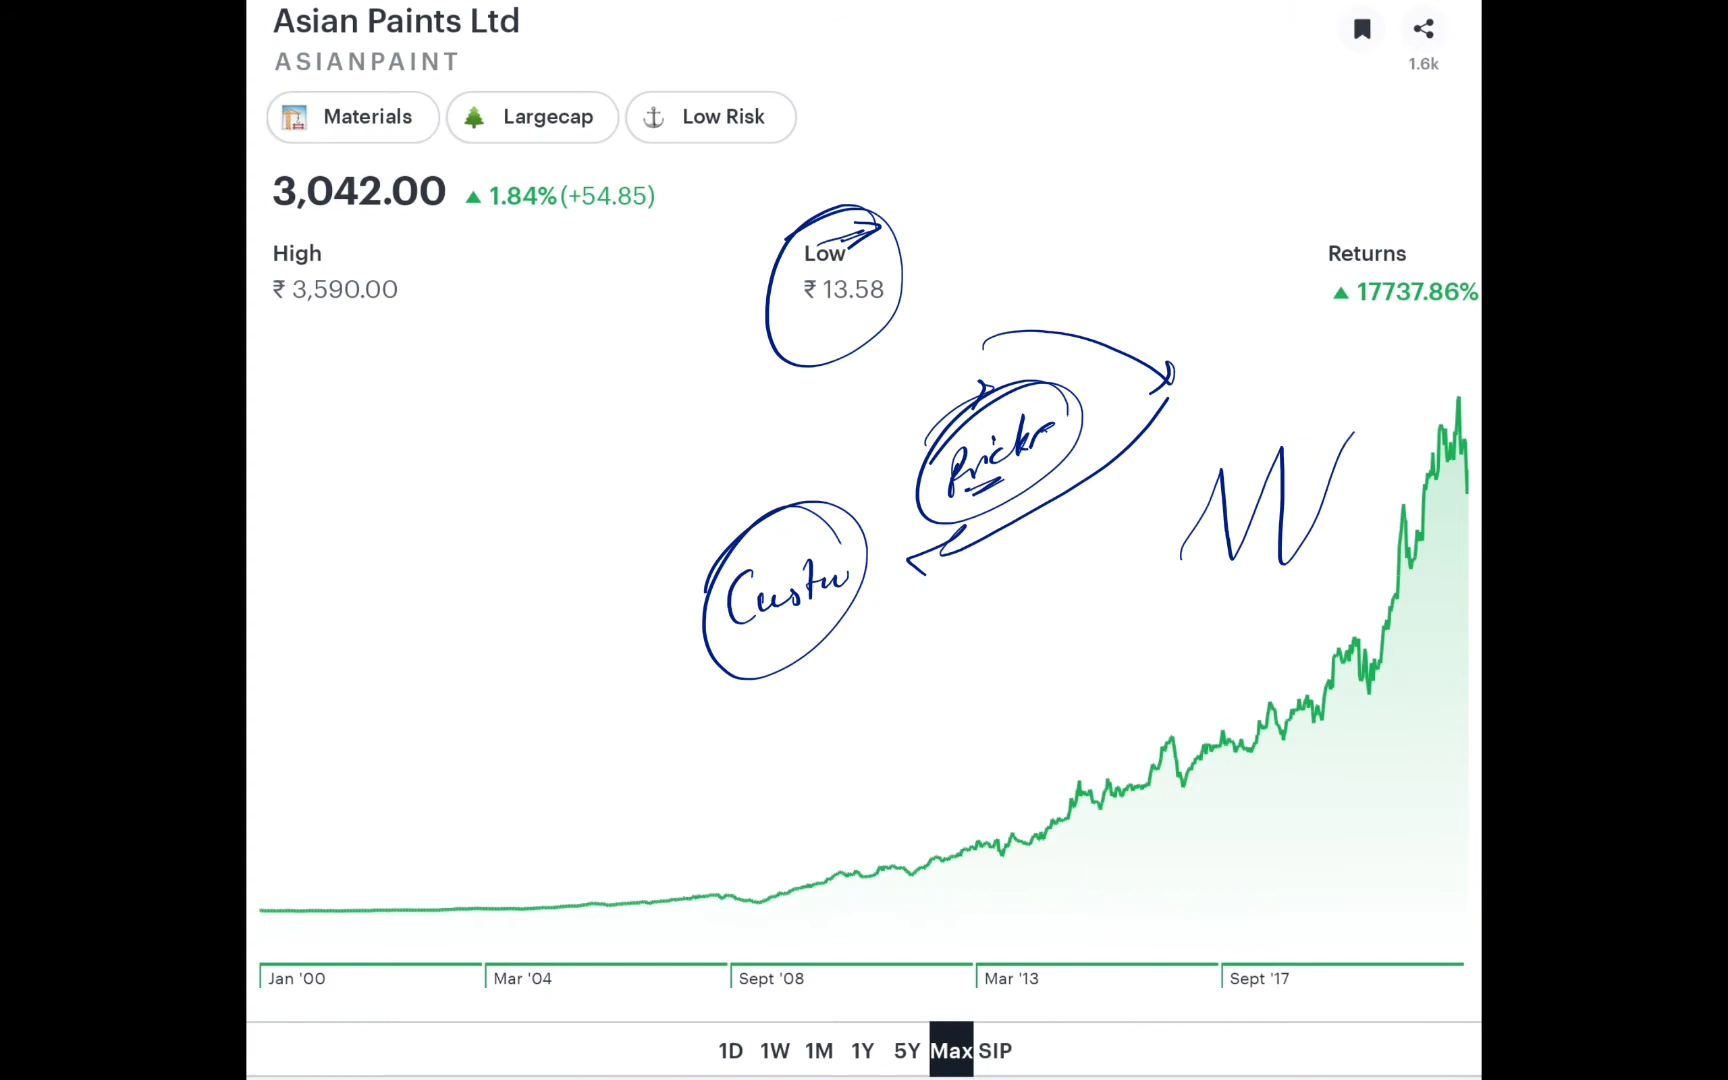 Asian Paints Ltd
ASIANPAINT
1.6k
Materials Largecap Low Risk
3,042.00 ▲ 1.84% (+54.85)
High Low Returns
₹ 3,590.00 ₹ 13.58 ▲ 17737.86%
Custu
Jan '00 Mar '04 Sept '08 Mar '13 Sept '17
1D 1W 1M 1Y 5Y Max SIP